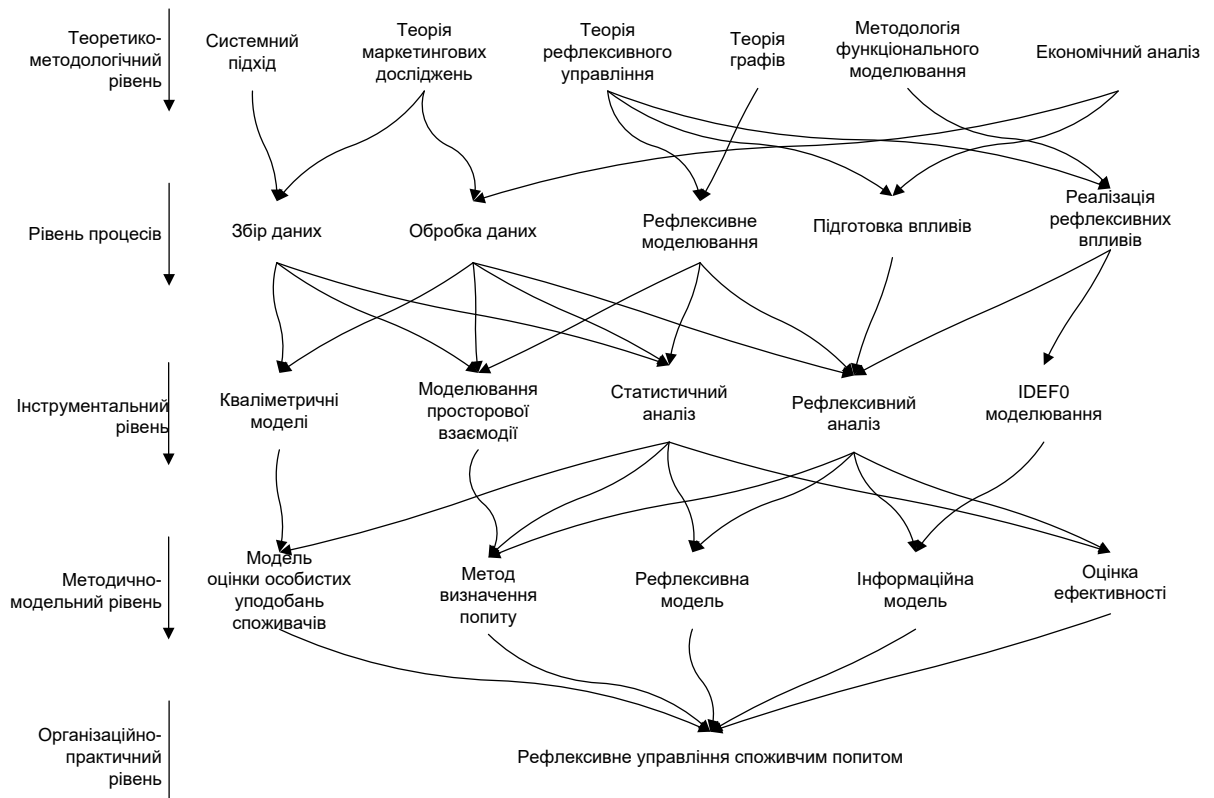 Теоретико-
методологічний
рівень
Системний
підхід
Теорія
маркетингових
досліджень
Теорія
рефлексивного
управління
Теорія
графів
Методологія
функціонального
моделювання
Економічний аналіз
Рівень процесів
Збір даних
Обробка даних
Рефлексивне
моделювання
Підготовка впливів
Реалізація
рефлексивних
впливів
Інструментальний
рівень
Кваліметричні
моделі
Моделювання
просторової
взаємодії
Статистичний
аналіз
Рефлексивний
аналіз
IDEF0
моделювання
Методично-
модельний рівень
Модель
оцінки особистих
уподобань
споживачів
Метод
визначення
попиту
Рефлексивна
модель
Інформаційна
модель
Оцінка
ефективності
Організаційно-
практичний
рівень
Рефлексивне управління споживчим попитом